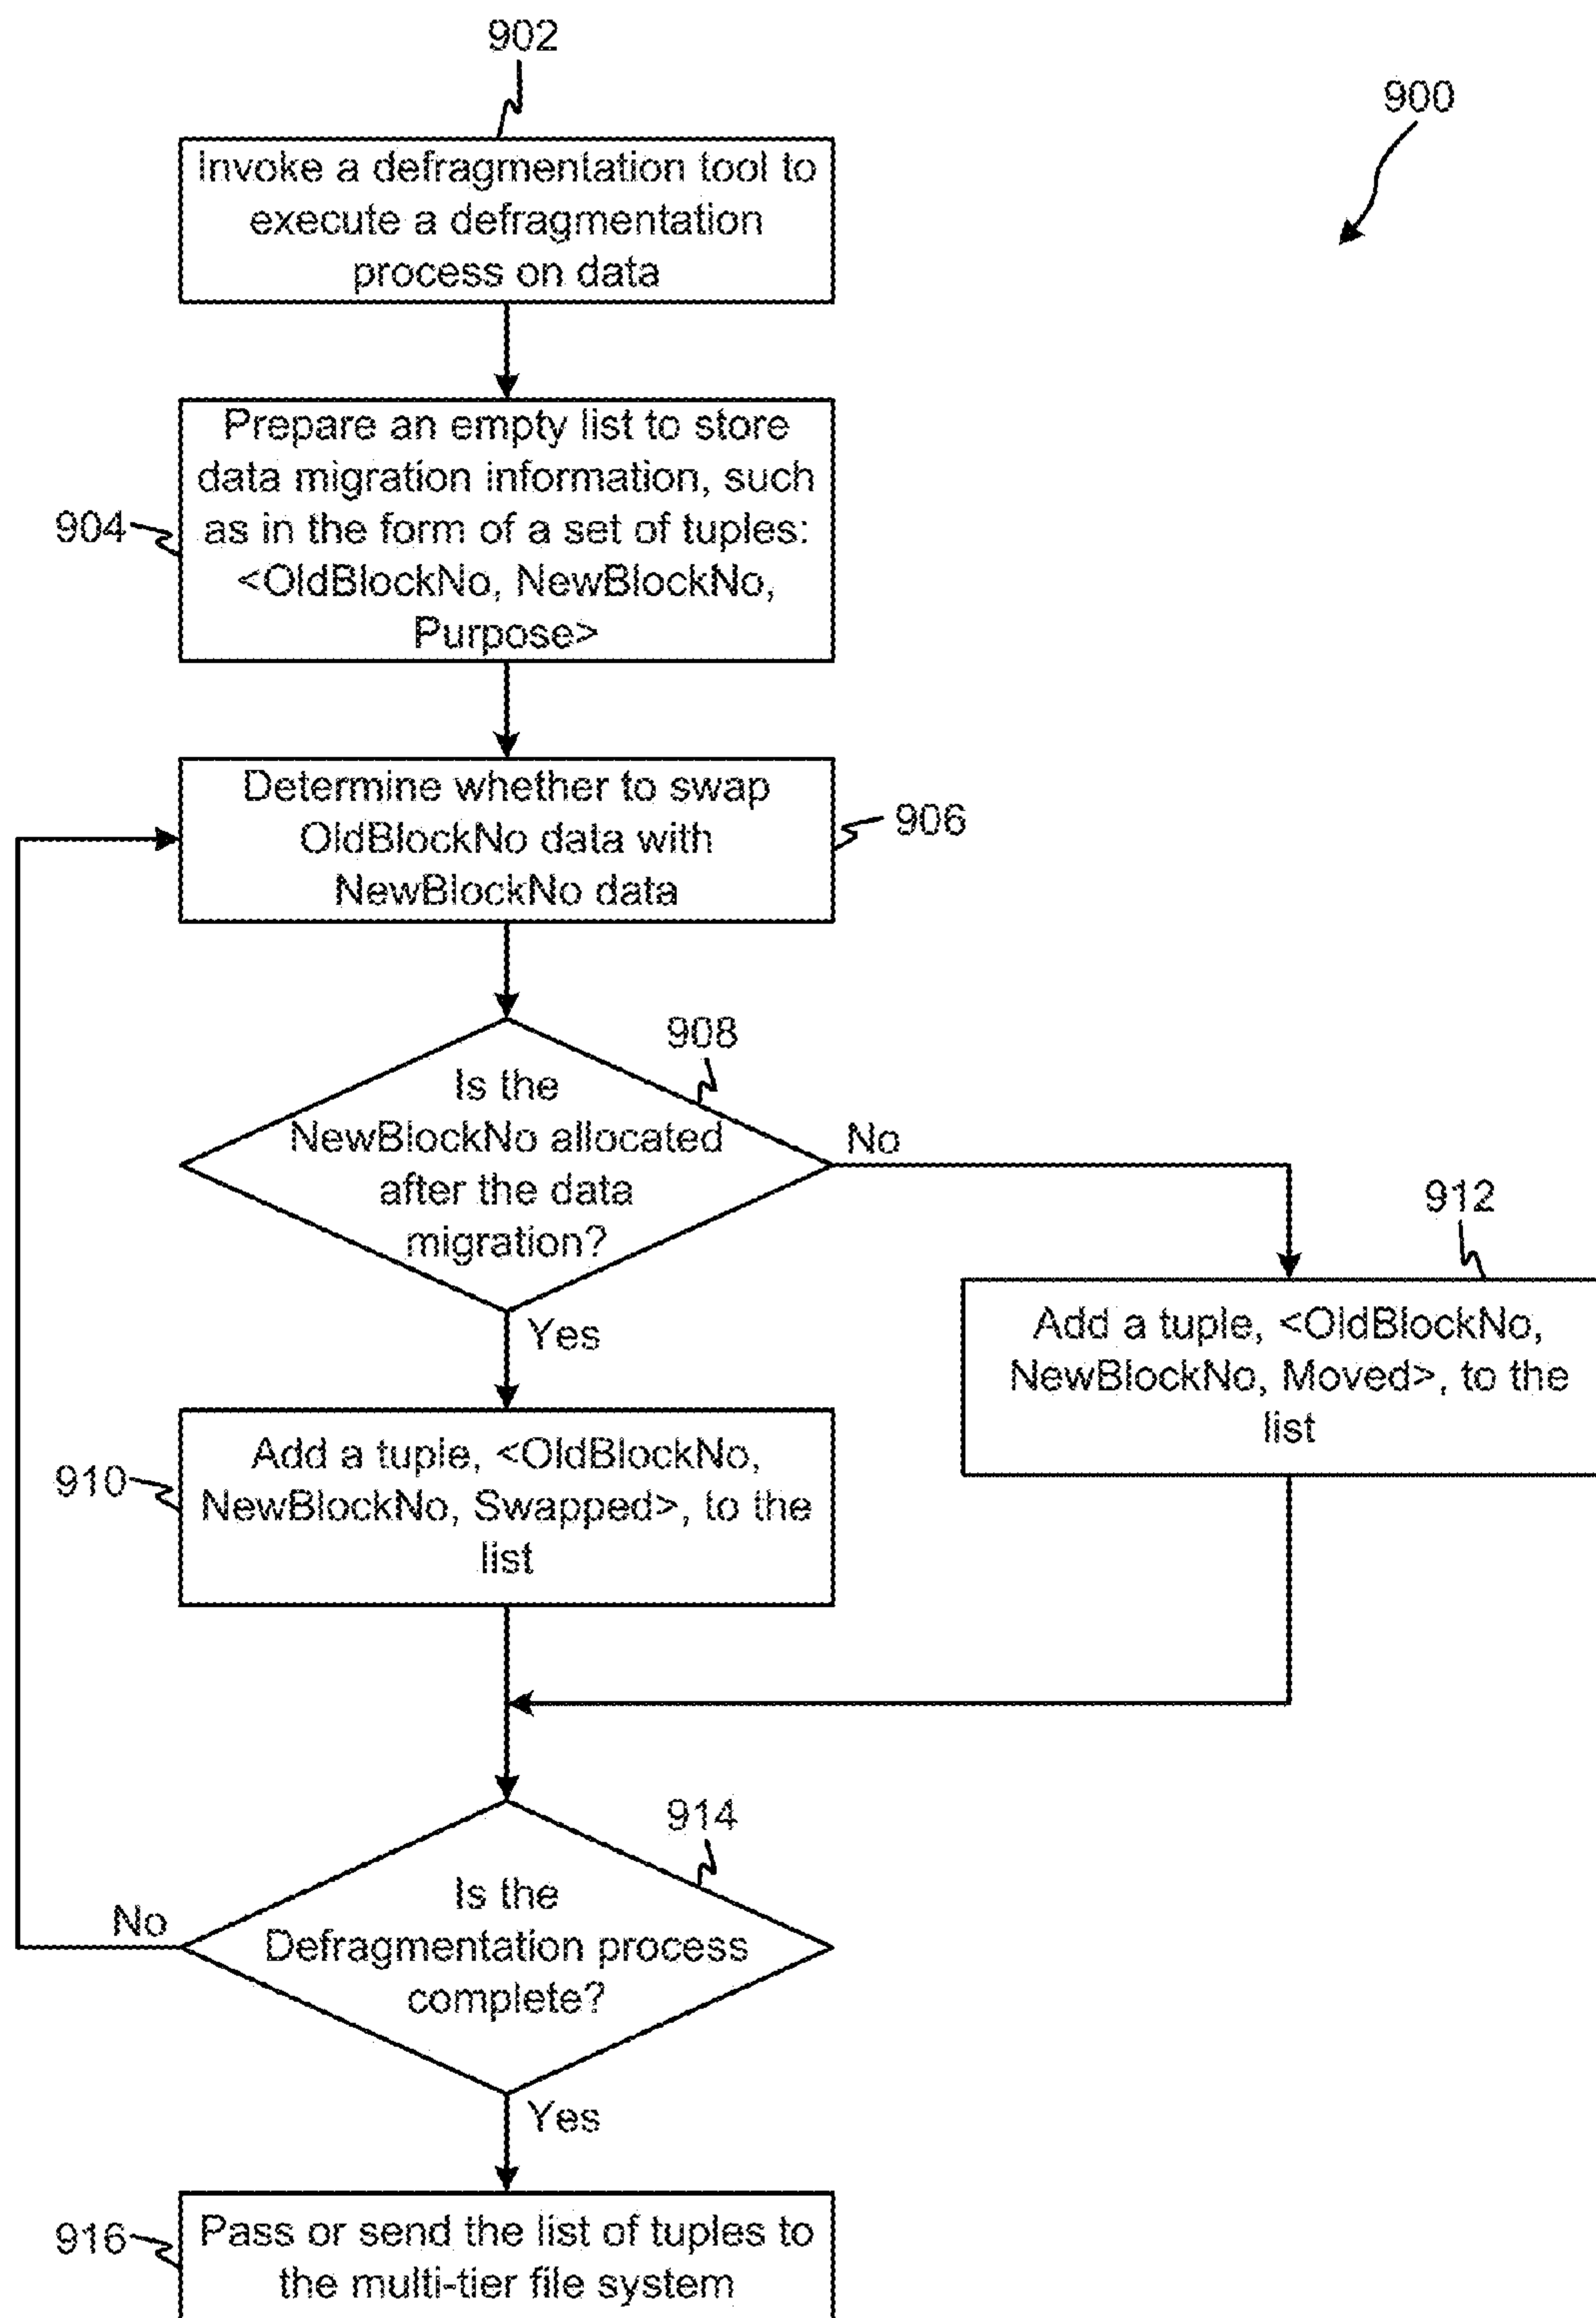 902
900
Invoke a defragmentation tool to
execute a defragmentation
process on data
Prepare an empty list to store
data migration information, such
as in the form of a set of tuples:
<OldBlockNo, NewBlockNo,
Purpose>
904
Determine whether to swap
OldBlockNo data with
NewBlockNo data
906
908
Is the
NewBlockNo allocated
after the data
migration?
No
Yes
912
Add a tuple, <OldBlockNo,
NewBlockNo, Moved>, to the
list
910
Add a tuple, <OldBlockNo,
NewBlockNo, Swapped>, to the
list
914
Is the
Defragmentation process
complete?
No
Yes
916
Pass or send the list of tuples to
the multi-tier file system